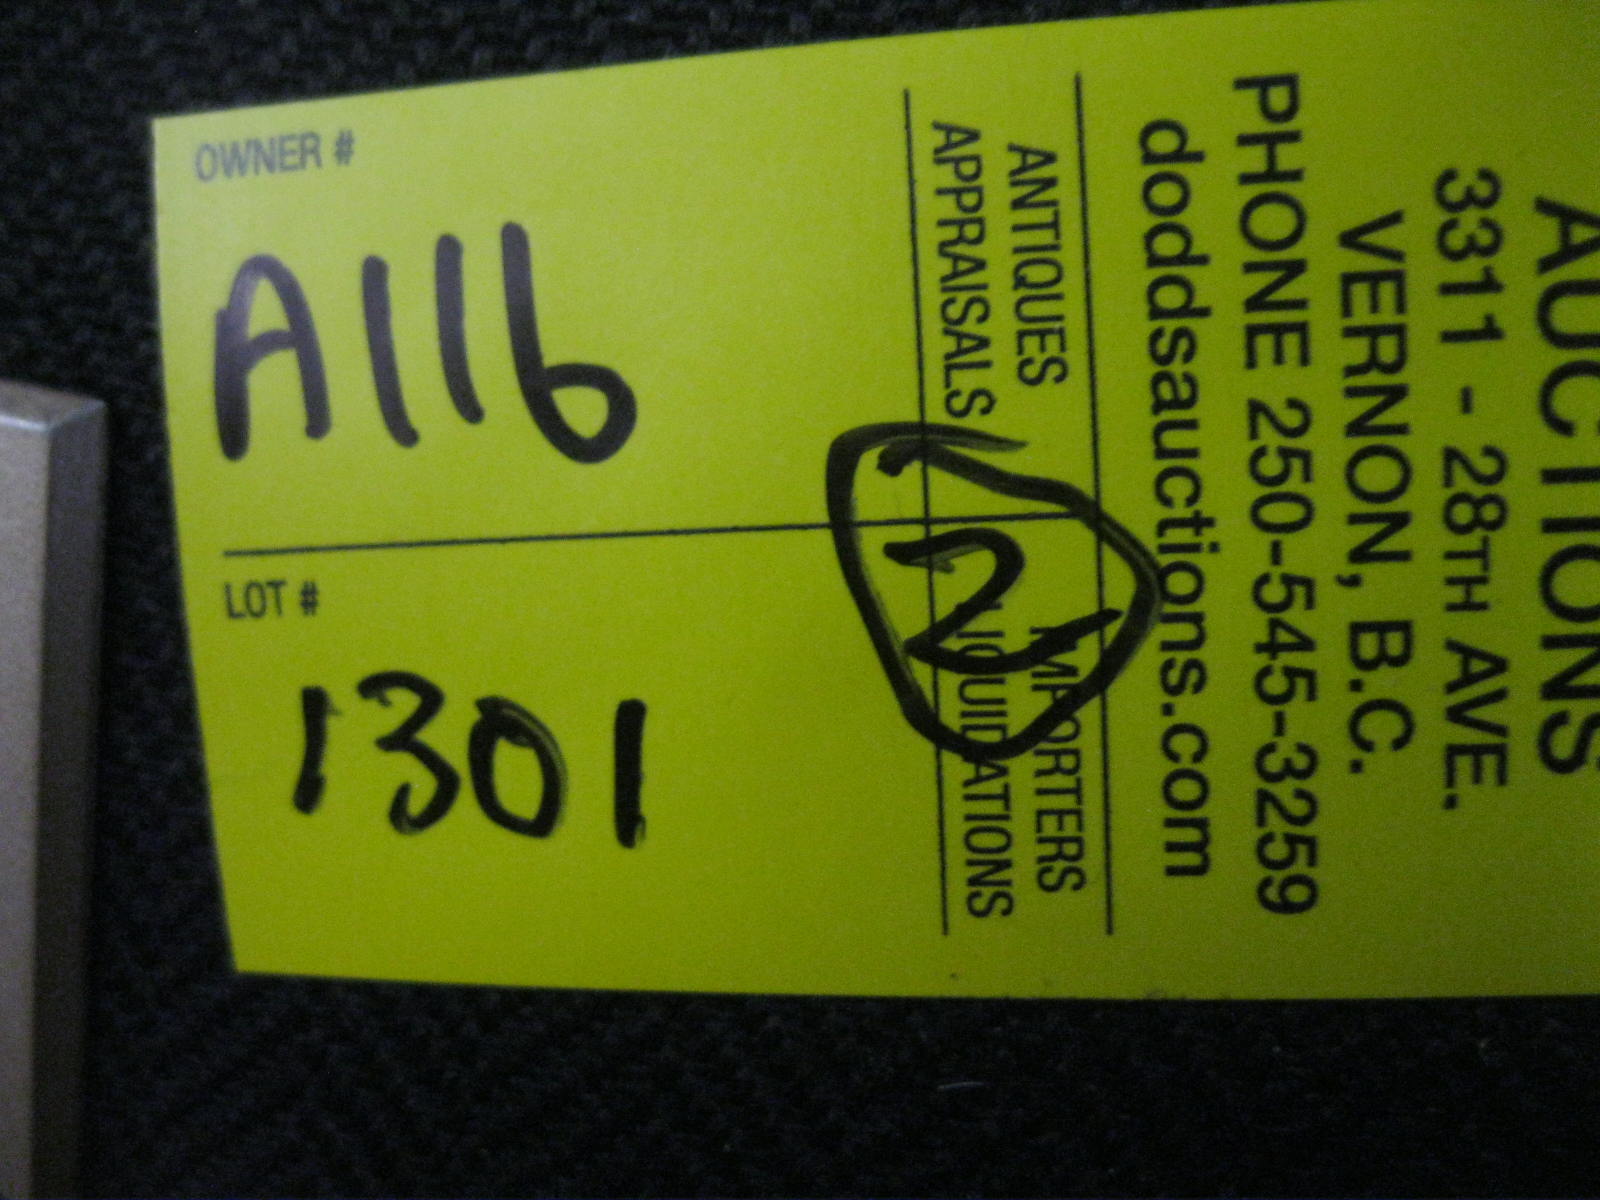 OWNER #
A116
LOT #
1301
2
AUCTIONS
3311 - 28TH AVE.
VERNON, B.C.
PHONE 250-545-3259
doddsauctions.com
ANTIQUES IMPORTERS
APPRAISALS LIQUIDATIONS